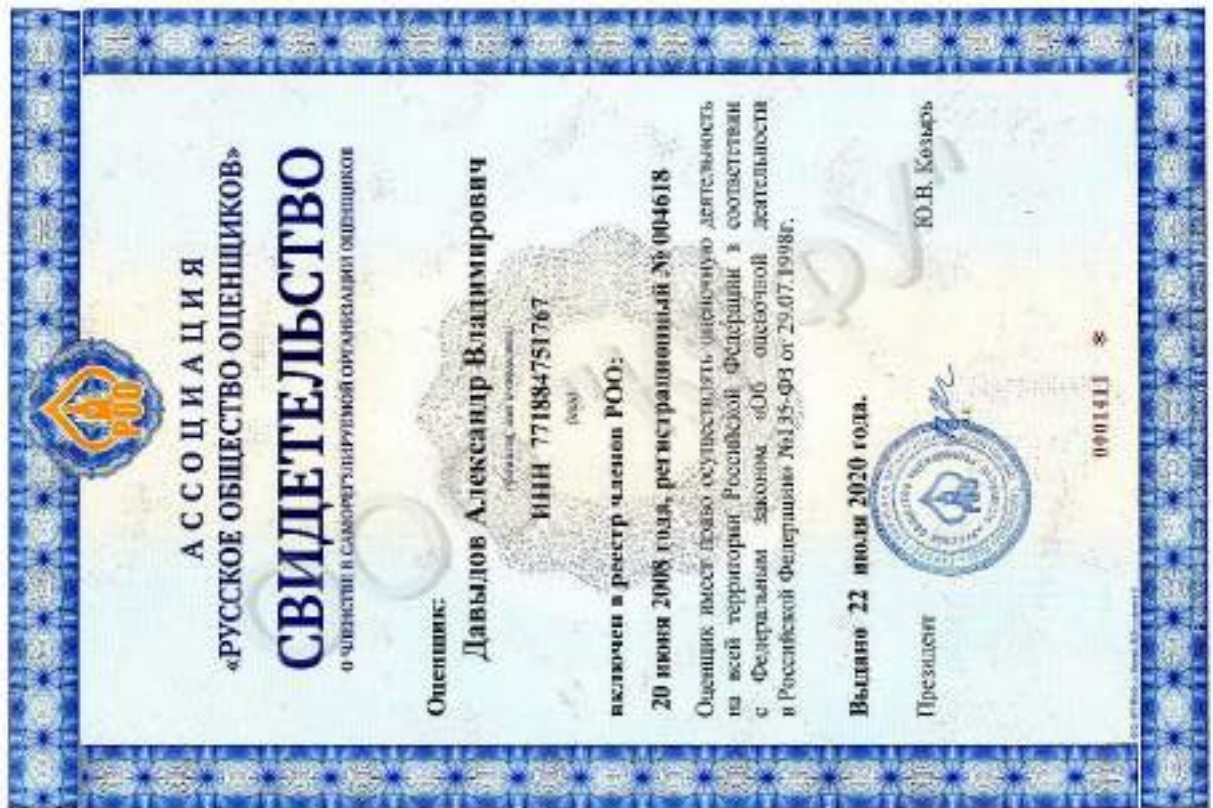 РОО
АССОЦИАЦИЯ
«РУССКОЕ ОБЩЕСТВО ОЦЕНЩИКОВ»
СВИДЕТЕЛЬСТВО
О ЧЛЕНСТВЕ В САМОРЕГУЛИРУЕМОЙ ОРГАНИЗАЦИИ ОЦЕНЩИКОВ
Оценщик:
Давыдов Александр Владимирович
ИНН 771884751767
включен в реестр членов РОО:
20 июня 2008 года, регистрационный № 004618
Оценщик имеет право осуществлять оценочную деятельность
на всей территории Российской Федерации в соответствии
с Федеральным законом «Об оценочной деятельности
в Российской Федерации» №135-ФЗ от 29.07.1998г.
Выдано 22 июля 2020 года.
Президент
Ю.В. Козырь
0001411 *